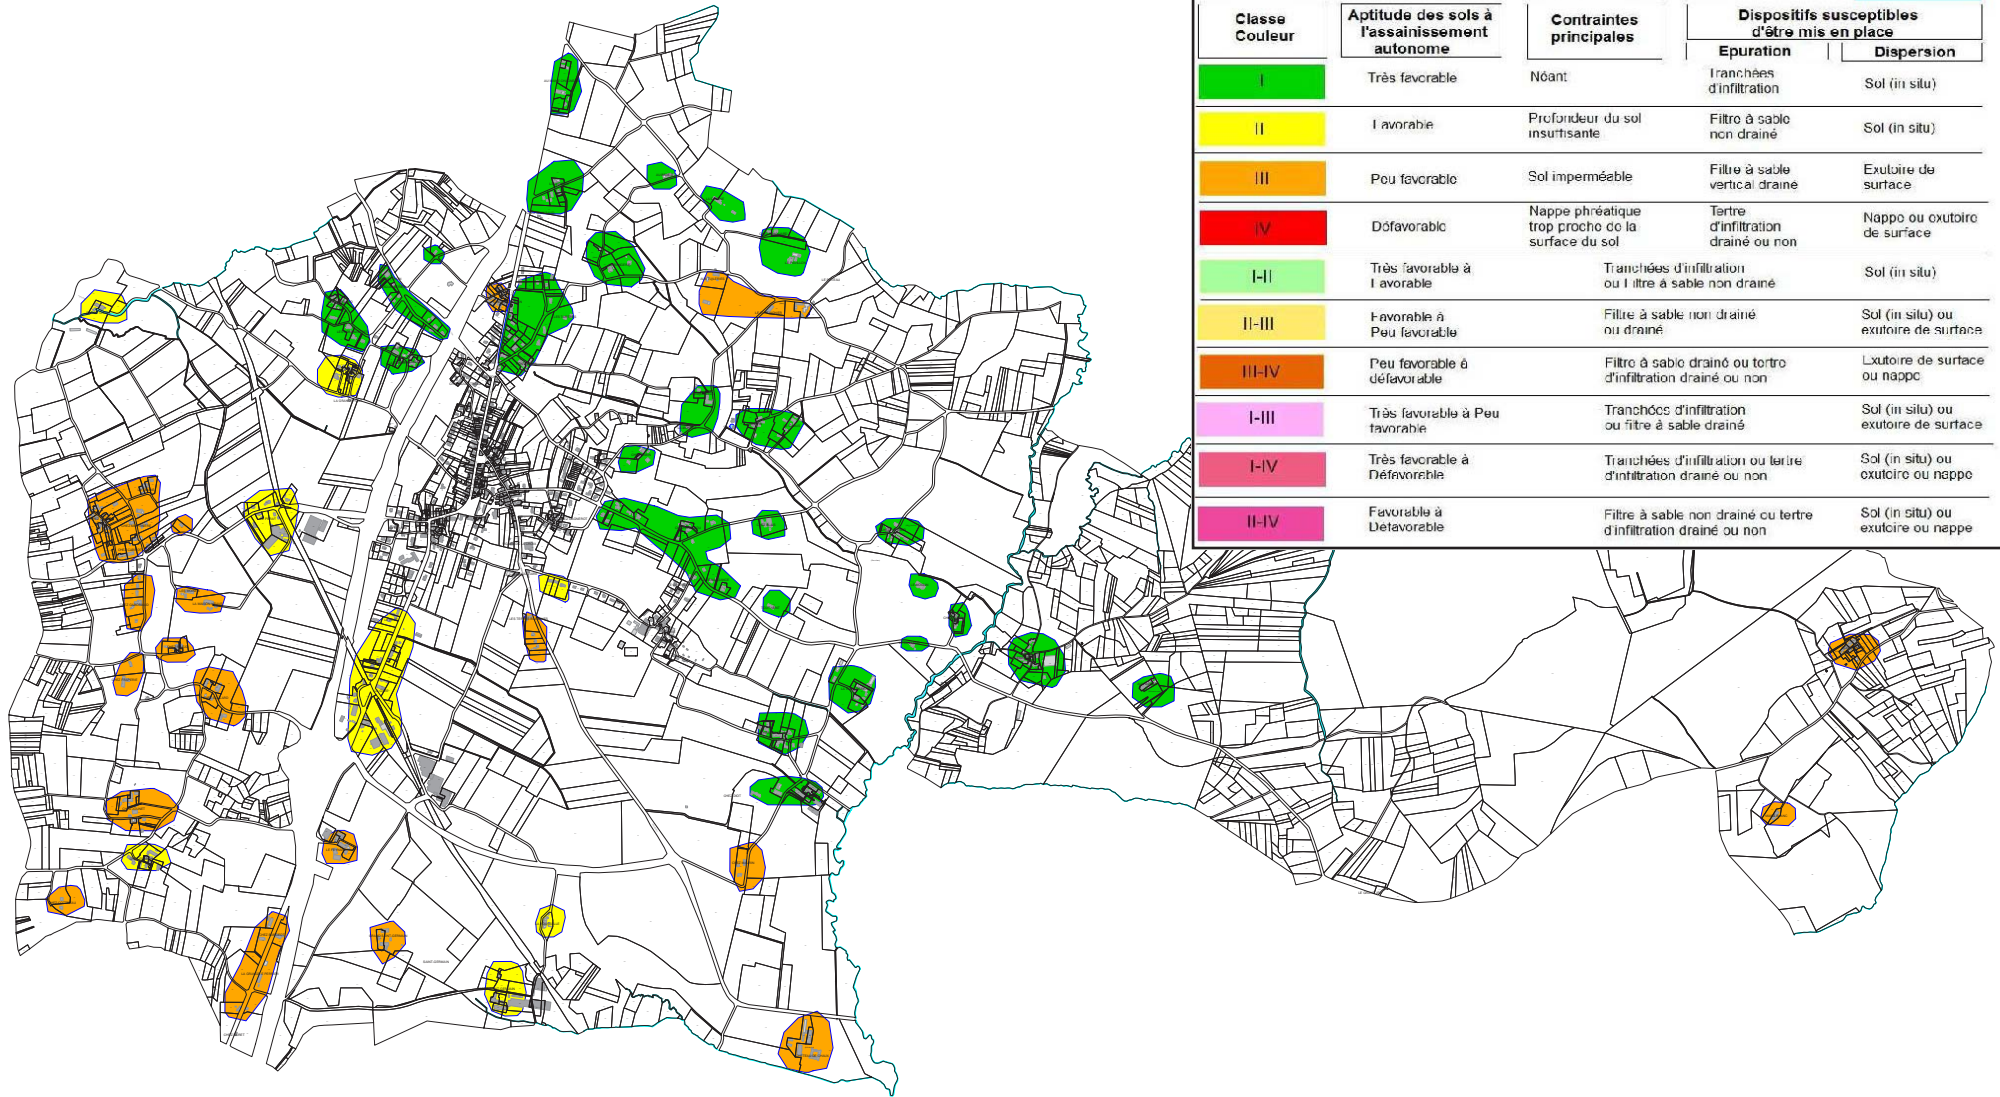 Classe
Couleur
Aptitude des sols à
l'assainissement
autonome
Contraintes
principales
Dispositifs susceptibles
d'être mis en place
Epuration
Dispersion
I
Très favorable
Néant
Tranchées
d'infiltration
Sol (in situ)
II
Favorable
Profondeur du sol
insuffisante
Filtre à sable
non drainé
Sol (in situ)
III
Peu favorable
Sol imperméable
Filtre à sable
vertical drainé
Exutoire de
surface
IV
Défavorable
Nappe phréatique
trop proche de la
surface du sol
Tertre
d'infiltration
drainé ou non
Nappe ou exutoire
de surface
I-II
Très favorable à
Favorable
Tranchées d'infiltration
ou Filtre à sable non drainé
Sol (in situ)
II-III
Favorable à
Peu favorable
Filtre à sable non drainé
ou drainé
Sol (in situ) ou
exutoire de surface
III-IV
Peu favorable à
défavorable
Filtre à sable drainé ou tertre
d'infiltration drainé ou non
Exutoire de surface
ou nappe
I-III
Très favorable à Peu
favorable
Tranchées d'infiltration
ou filtre à sable drainé
Sol (in situ) ou
exutoire de surface
I-IV
Très favorable à
Défavorable
Tranchées d'infiltration ou tertre
d'infiltration drainé ou non
Sol (in situ) ou
exutoire ou nappe
II-IV
Favorable à
Défavorable
Filtre à sable non drainé ou tertre
d'infiltration drainé ou non
Sol (in situ) ou
exutoire ou nappe
SAINT GERMAIN